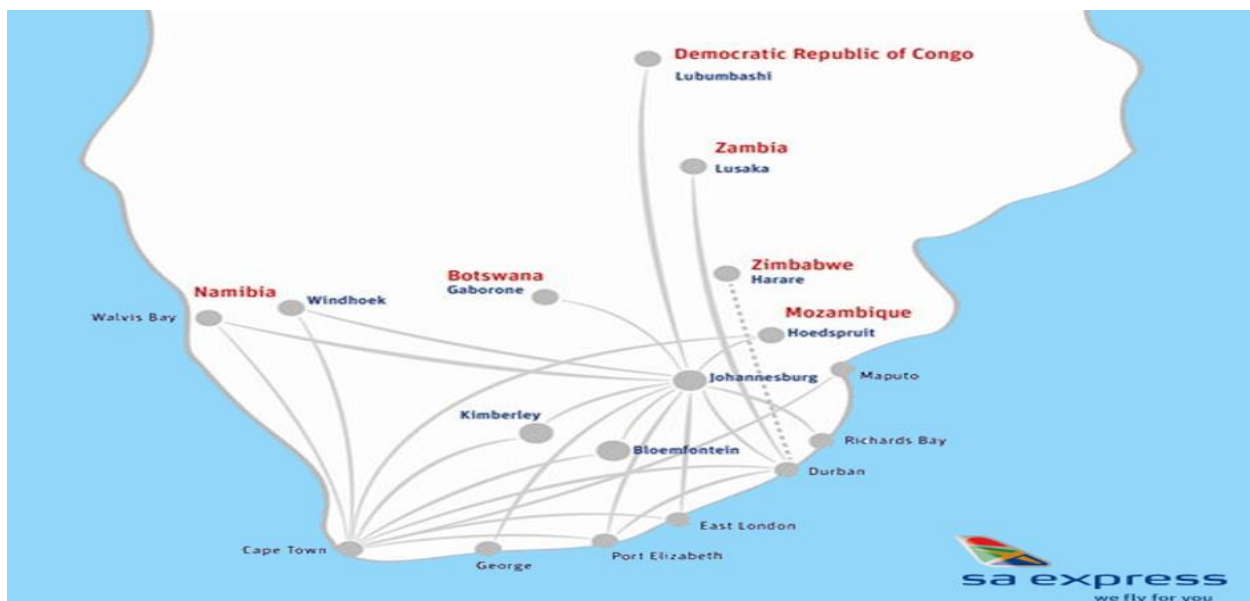 Democratic Republic of Congo
Lubumbashi
Zambia
Lusaka
Zimbabwe
Harare
Botswana
Gaborone
Namibia
Windhoek
Walvis Bay
Mozambique
Hoedspruit
Johannesburg
Maputo
Kimberley
Bloemfontein
Richards Bay
Durban
East London
Cape Town
George
Port Elizabeth
sa express
we fly for you